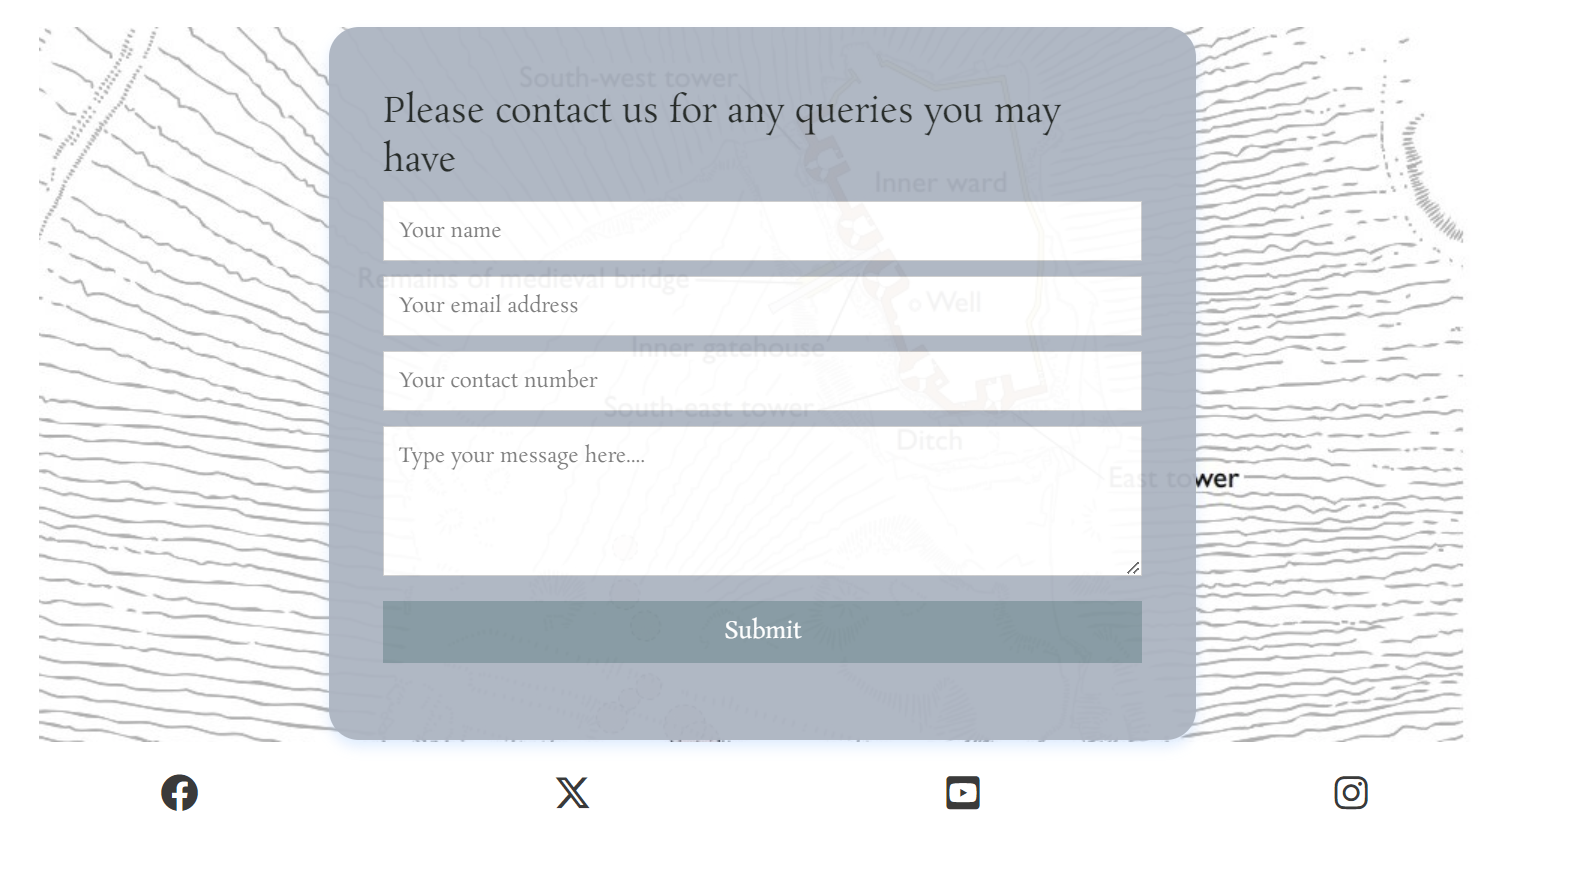 South-west tower
Please contact us for any queries you may
have
Inner ward
Your name
Remains of medieval bridge
Your email address
Well
Inner gatehouse
Your contact number
South-east tower
Ditch
Type your message here....
East tower
Submit